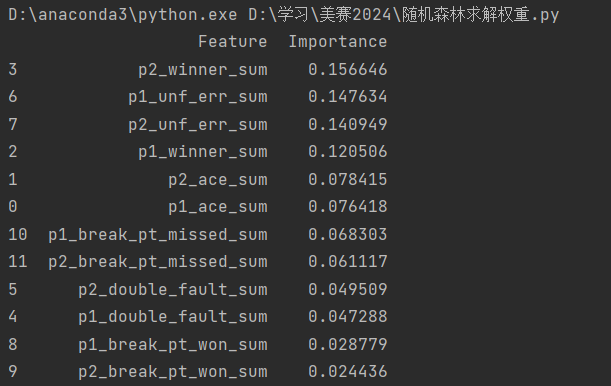 D:\anaconda3\python.exe D:\学习\美赛2024\随机森林求解权重.py
Feature Importance
3 p2_winner_sum 0.156646
6 p1_unf_err_sum 0.147634
7 p2_unf_err_sum 0.140949
2 p1_winner_sum 0.120506
1 p2_ace_sum 0.078415
0 p1_ace_sum 0.076418
10 p1_break_pt_missed_sum 0.068303
11 p2_break_pt_missed_sum 0.061117
5 p2_double_fault_sum 0.049509
4 p1_double_fault_sum 0.047288
8 p1_break_pt_won_sum 0.028779
9 p2_break_pt_won_sum 0.024436